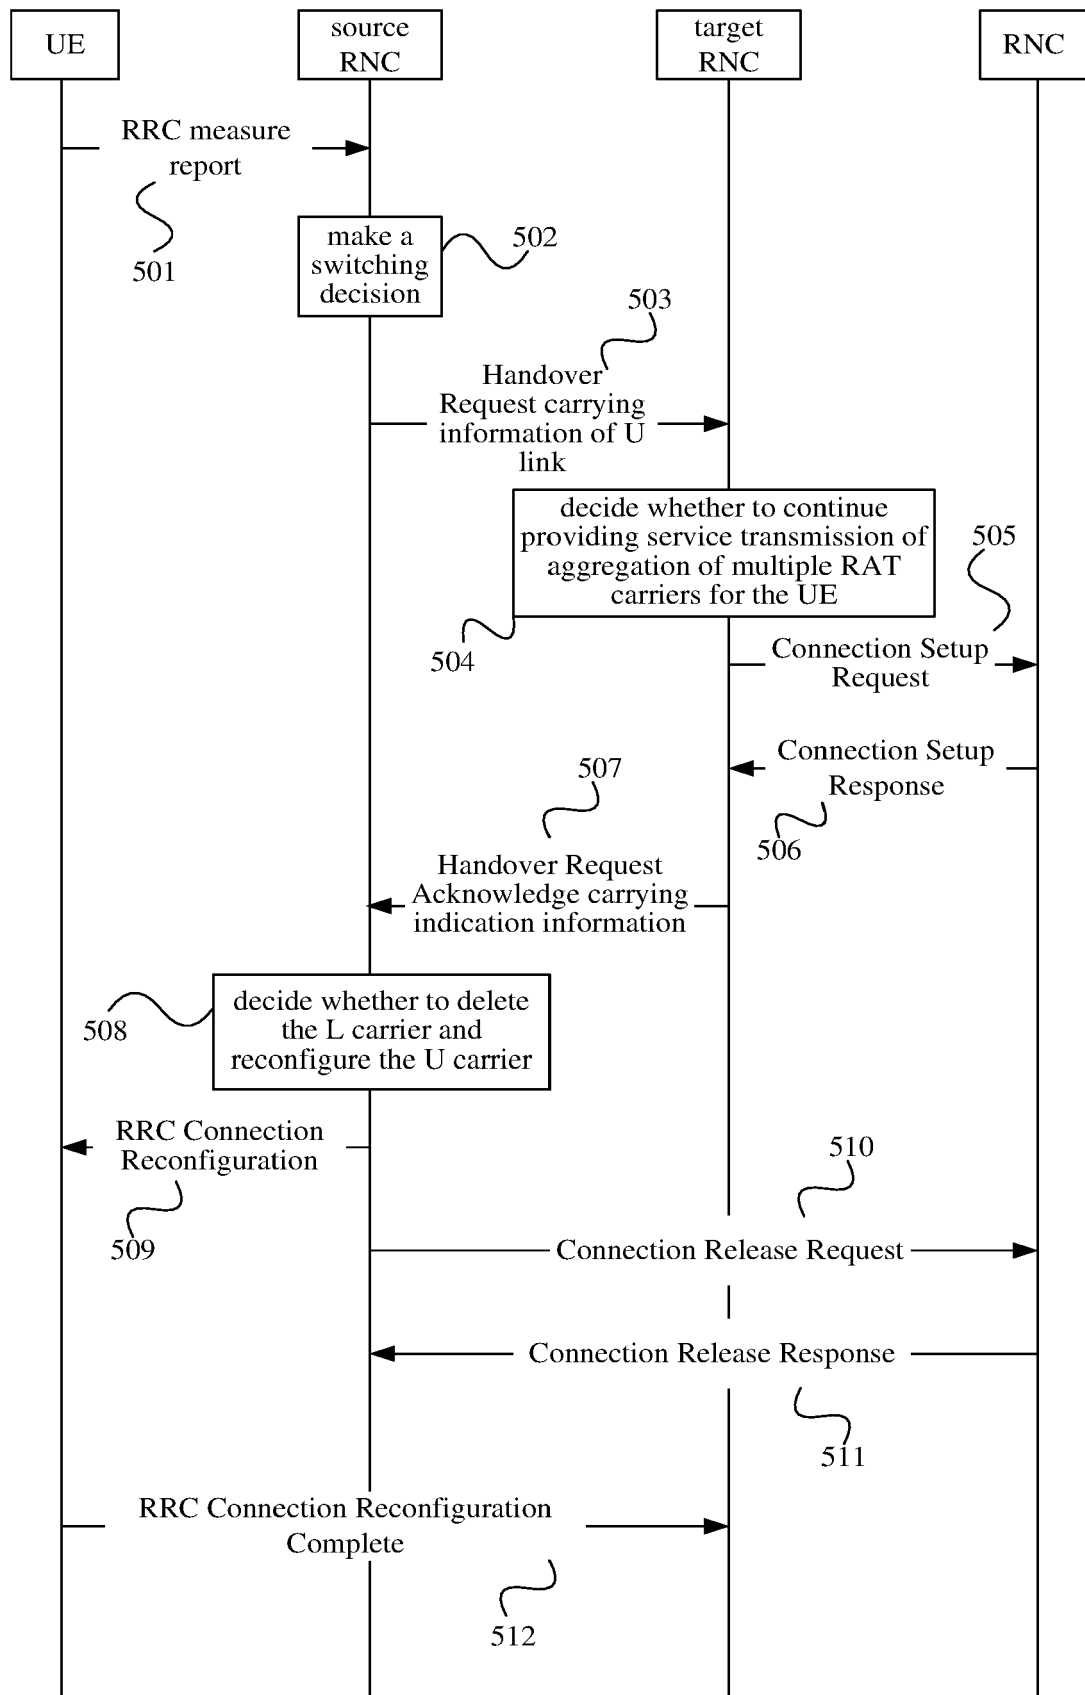 UE
source
RNC
target
RNC
RNC
RRC measure
report
501
make a
switching
decision
502
503
Handover
Request carrying
information of U
link
decide whether to continue
providing service transmission of
aggregation of multiple RAT
carriers for the UE
504
505
Connection Setup
Request
Connection Setup
Response
506
507
Handover Request
Acknowledge carrying
indication information
decide whether to delete
the L carrier and
reconfigure the U carrier
508
RRC Connection
Reconfiguration
509
510
Connection Release Request
Connection Release Response
511
RRC Connection Reconfiguration
Complete
512